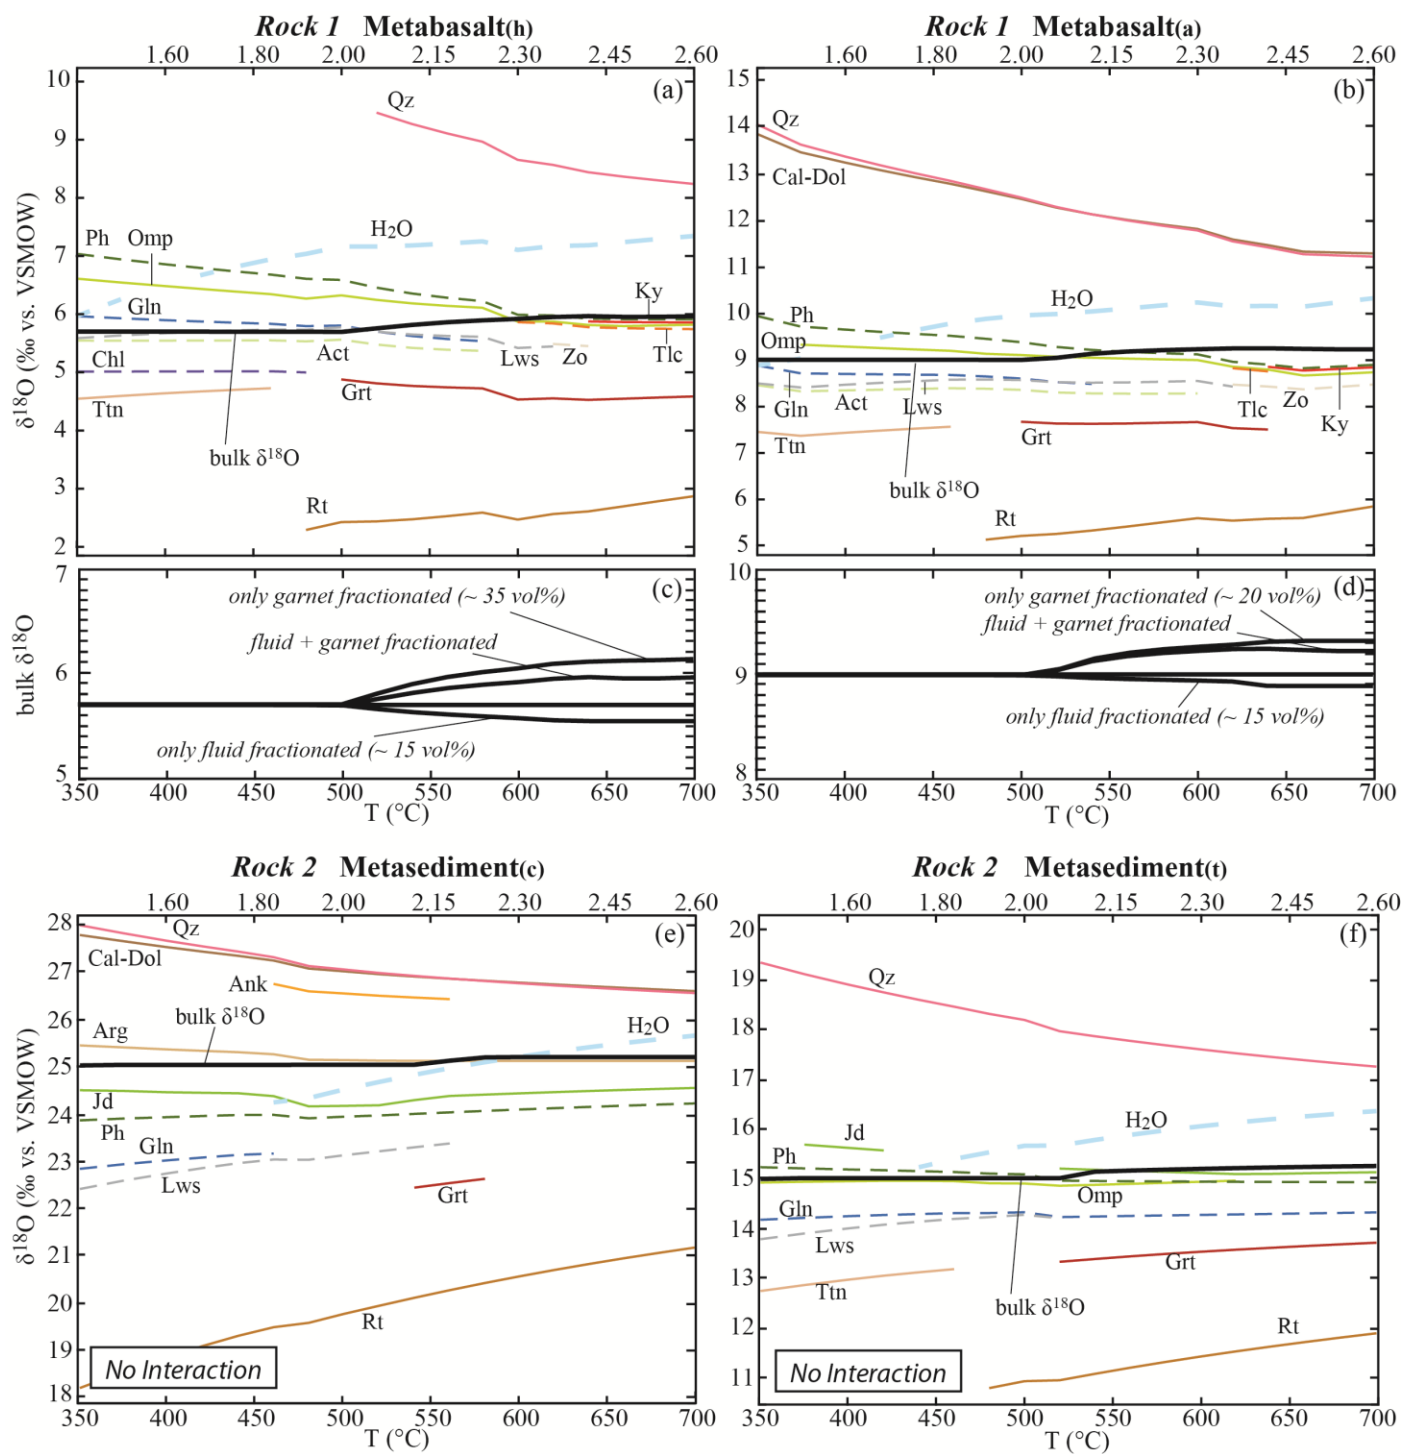 Rock 1 Metabasalt(h)
1.60 1.83 2.00 2.15 2.30 2.45 2.60
(a)
10
9
8
7
6
5
4
3
2
δ18O (‰ vs. VSMOW)
Qz
H2O
Ph
Omp
Gln
Ky
Chl
Act
Lws
Zo
Tlc
Ttn
Grt
bulk δ18O
Rt
Rock 1 Metabasalt(a)
1.60 1.83 2.00 2.15 2.30 2.45 2.60
(b)
15
14
13
12
11
10
9
8
7
6
5
Qz
Cal-Dol
H2O
Ph
Omp
Gln
Act
Lws
Tlc
Zo
Ky
Ttn
Grt
bulk δ18O
Rt
(c)
7
6
5
bulk δ18O
only garnet fractionated (~ 35 vol%)
fluid + garnet fractionated
only fluid fractionated (~ 15 vol%)
350 400 450 500 550 600 650 700
T (°C)
(d)
10
9
8
only garnet fractionated (~ 20 vol%)
fluid + garnet fractionated
only fluid fractionated (~ 15 vol%)
350 400 450 500 550 600 650 700
T (°C)
Rock 2 Metasediment(c)
1.60 1.83 2.00 2.15 2.30 2.45 2.60
(e)
28
27
26
25
24
23
22
21
20
19
18
δ18O (‰ vs. VSMOW)
Qz
Cal-Dol
Ank
bulk δ18O
H2O
Arg
Jd
Ph
Gln
Lws
Grt
Rt
No Interaction
350 400 450 500 550 600 650 700
T (°C)
Rock 2 Metasediment(t)
1.60 1.83 2.00 2.15 2.30 2.45 2.60
(f)
20
19
18
17
16
15
14
13
12
11
Qz
H2O
Jd
Ph
Omp
Gln
Lws
Grt
Ttn
bulk δ18O
Rt
No Interaction
350 400 450 500 550 600 650 700
T (°C)